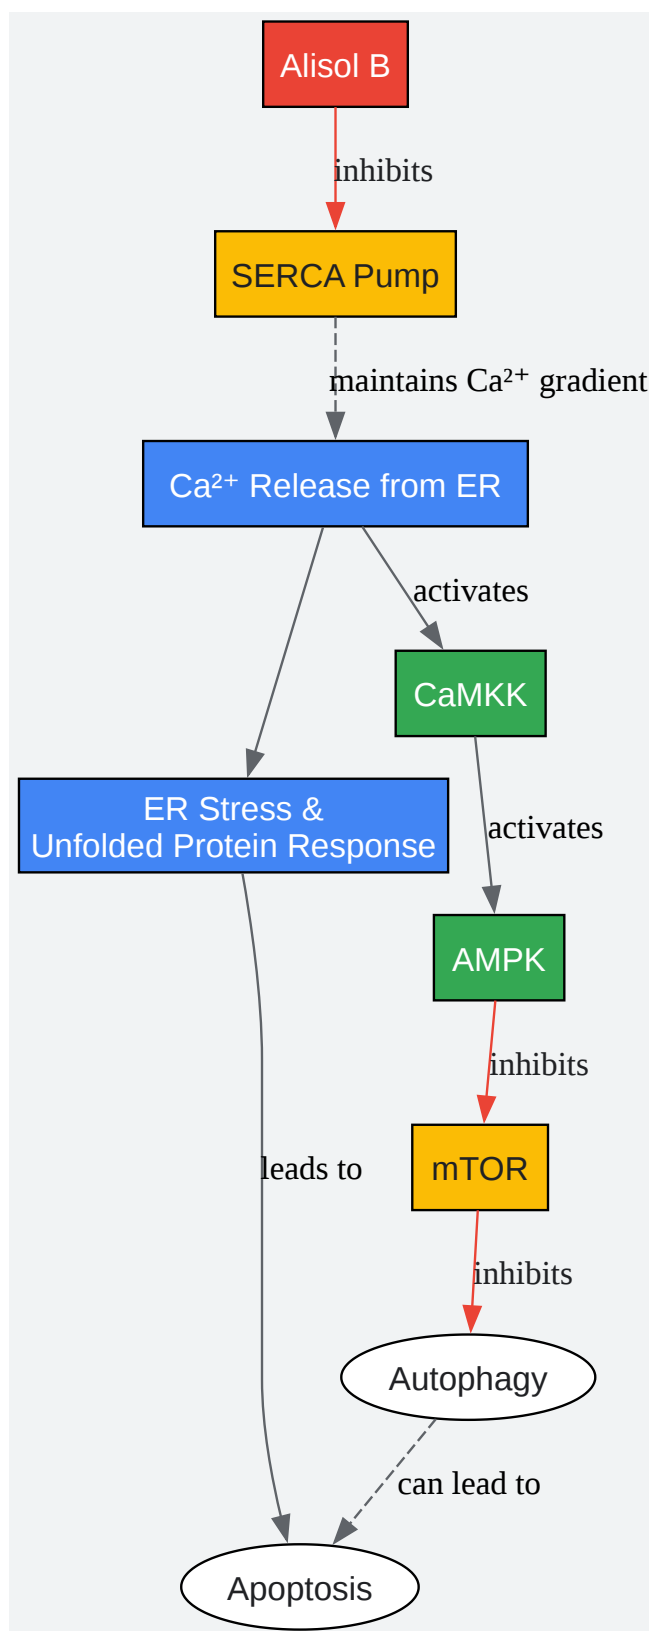 Alisol B
inhibits
SERCA Pump
maintains Ca²⁺ gradient
Ca²⁺ Release from ER
activates
CaMKK
ER Stress &
Unfolded Protein Response
activates
AMPK
inhibits
mTOR
leads to
inhibits
Autophagy
can lead to
Apoptosis